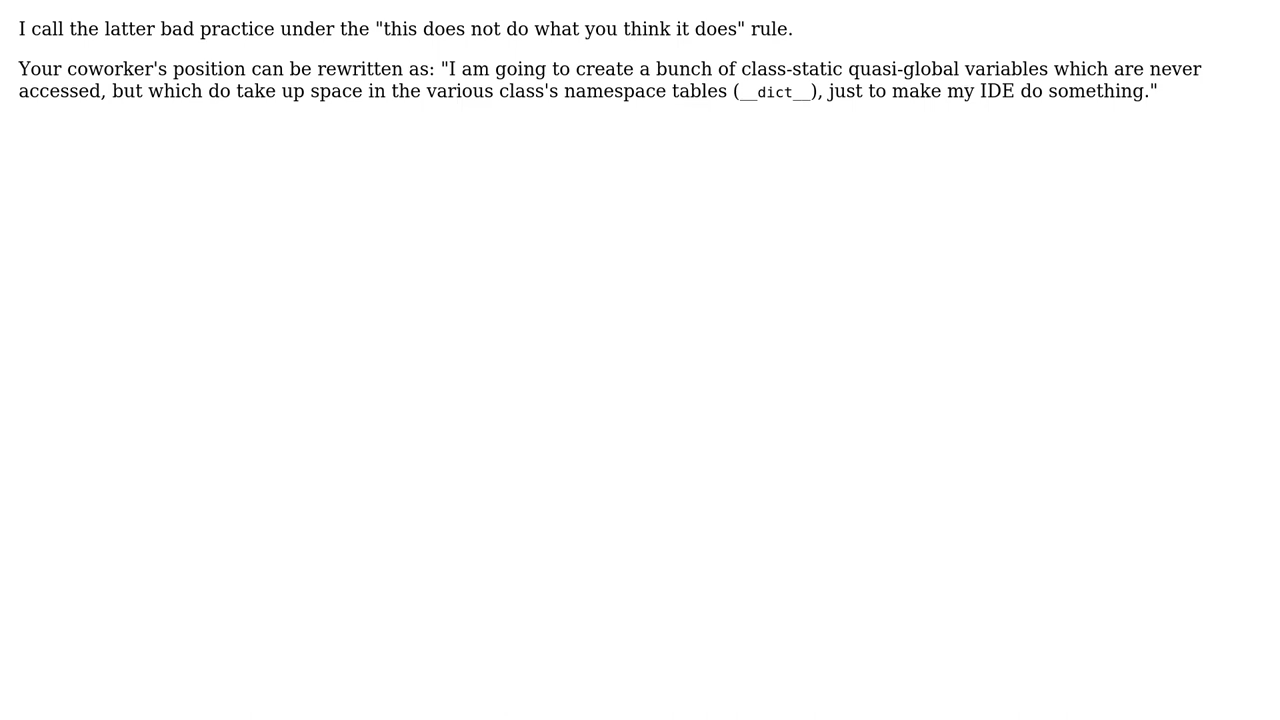 I call the latter bad practice under the "this does not do what you think it does" rule.
Your coworker's position can be rewritten as: "I am going to create a bunch of class-static quasi-global variables which are never
accessed, but which do take up space in the various class's namespace tables (__dict__), just to make my IDE do something."